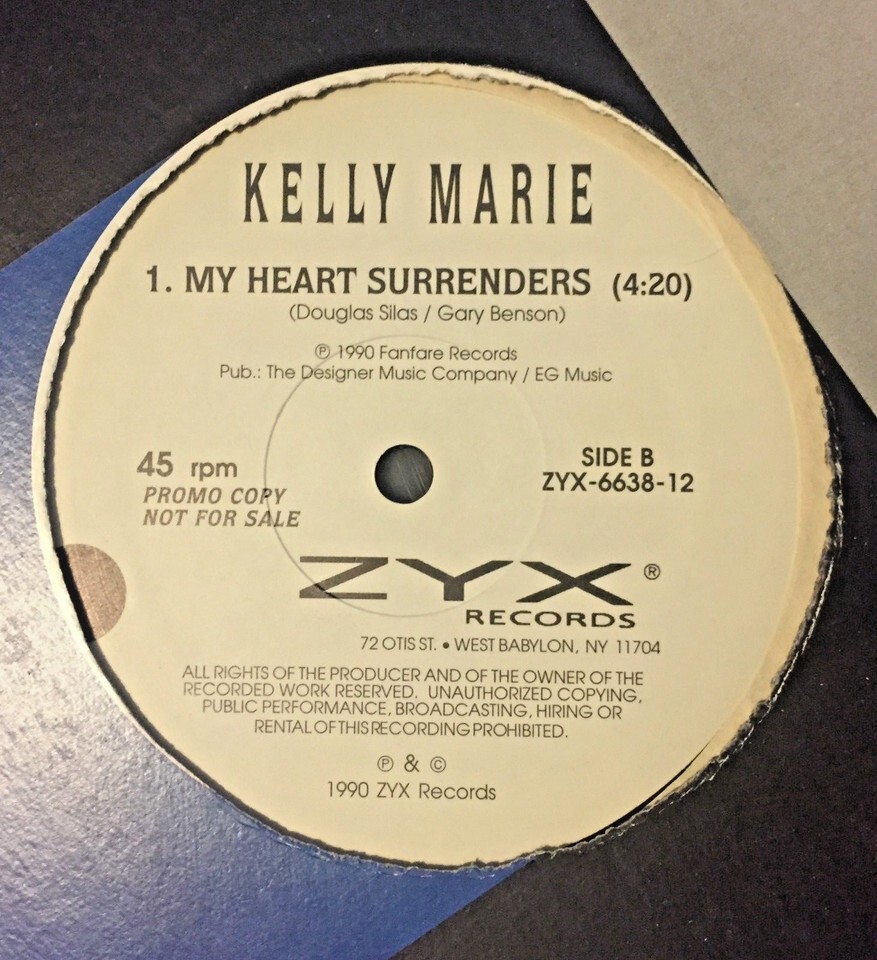 KELLY MARIE
1. MY HEART SURRENDERS (4:20)
(Douglas Silas / Gary Benson)
℗ 1990 Fanfare Records
Pub.: The Designer Music Company / EG Music
45 rpm
PROMO COPY
NOT FOR SALE
SIDE B
ZYX-6638-12
ZYX ®
RECORDS
72 OTIS ST. • WEST BABYLON, NY 11704
ALL RIGHTS OF THE PRODUCER AND OF THE OWNER OF THE
RECORDED WORK RESERVED. UNAUTHORIZED COPYING,
PUBLIC PERFORMANCE, BROADCASTING, HIRING OR
RENTAL OF THIS RECORDING PROHIBITED.
℗ & ©
1990 ZYX Records